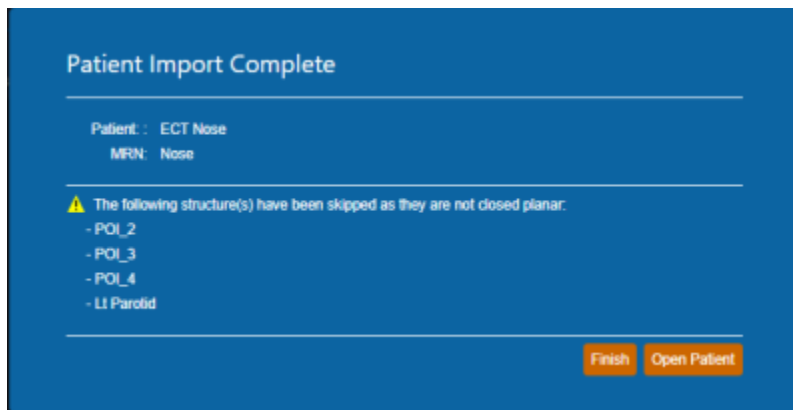 Patient Import Complete
Patient: : ECT Nose
MRN: Nose
The following structure(s) have been skipped as they are not closed planar:
- POI_2
- POI_3
- POI_4
- Lt Parotid
Finish Open Patient